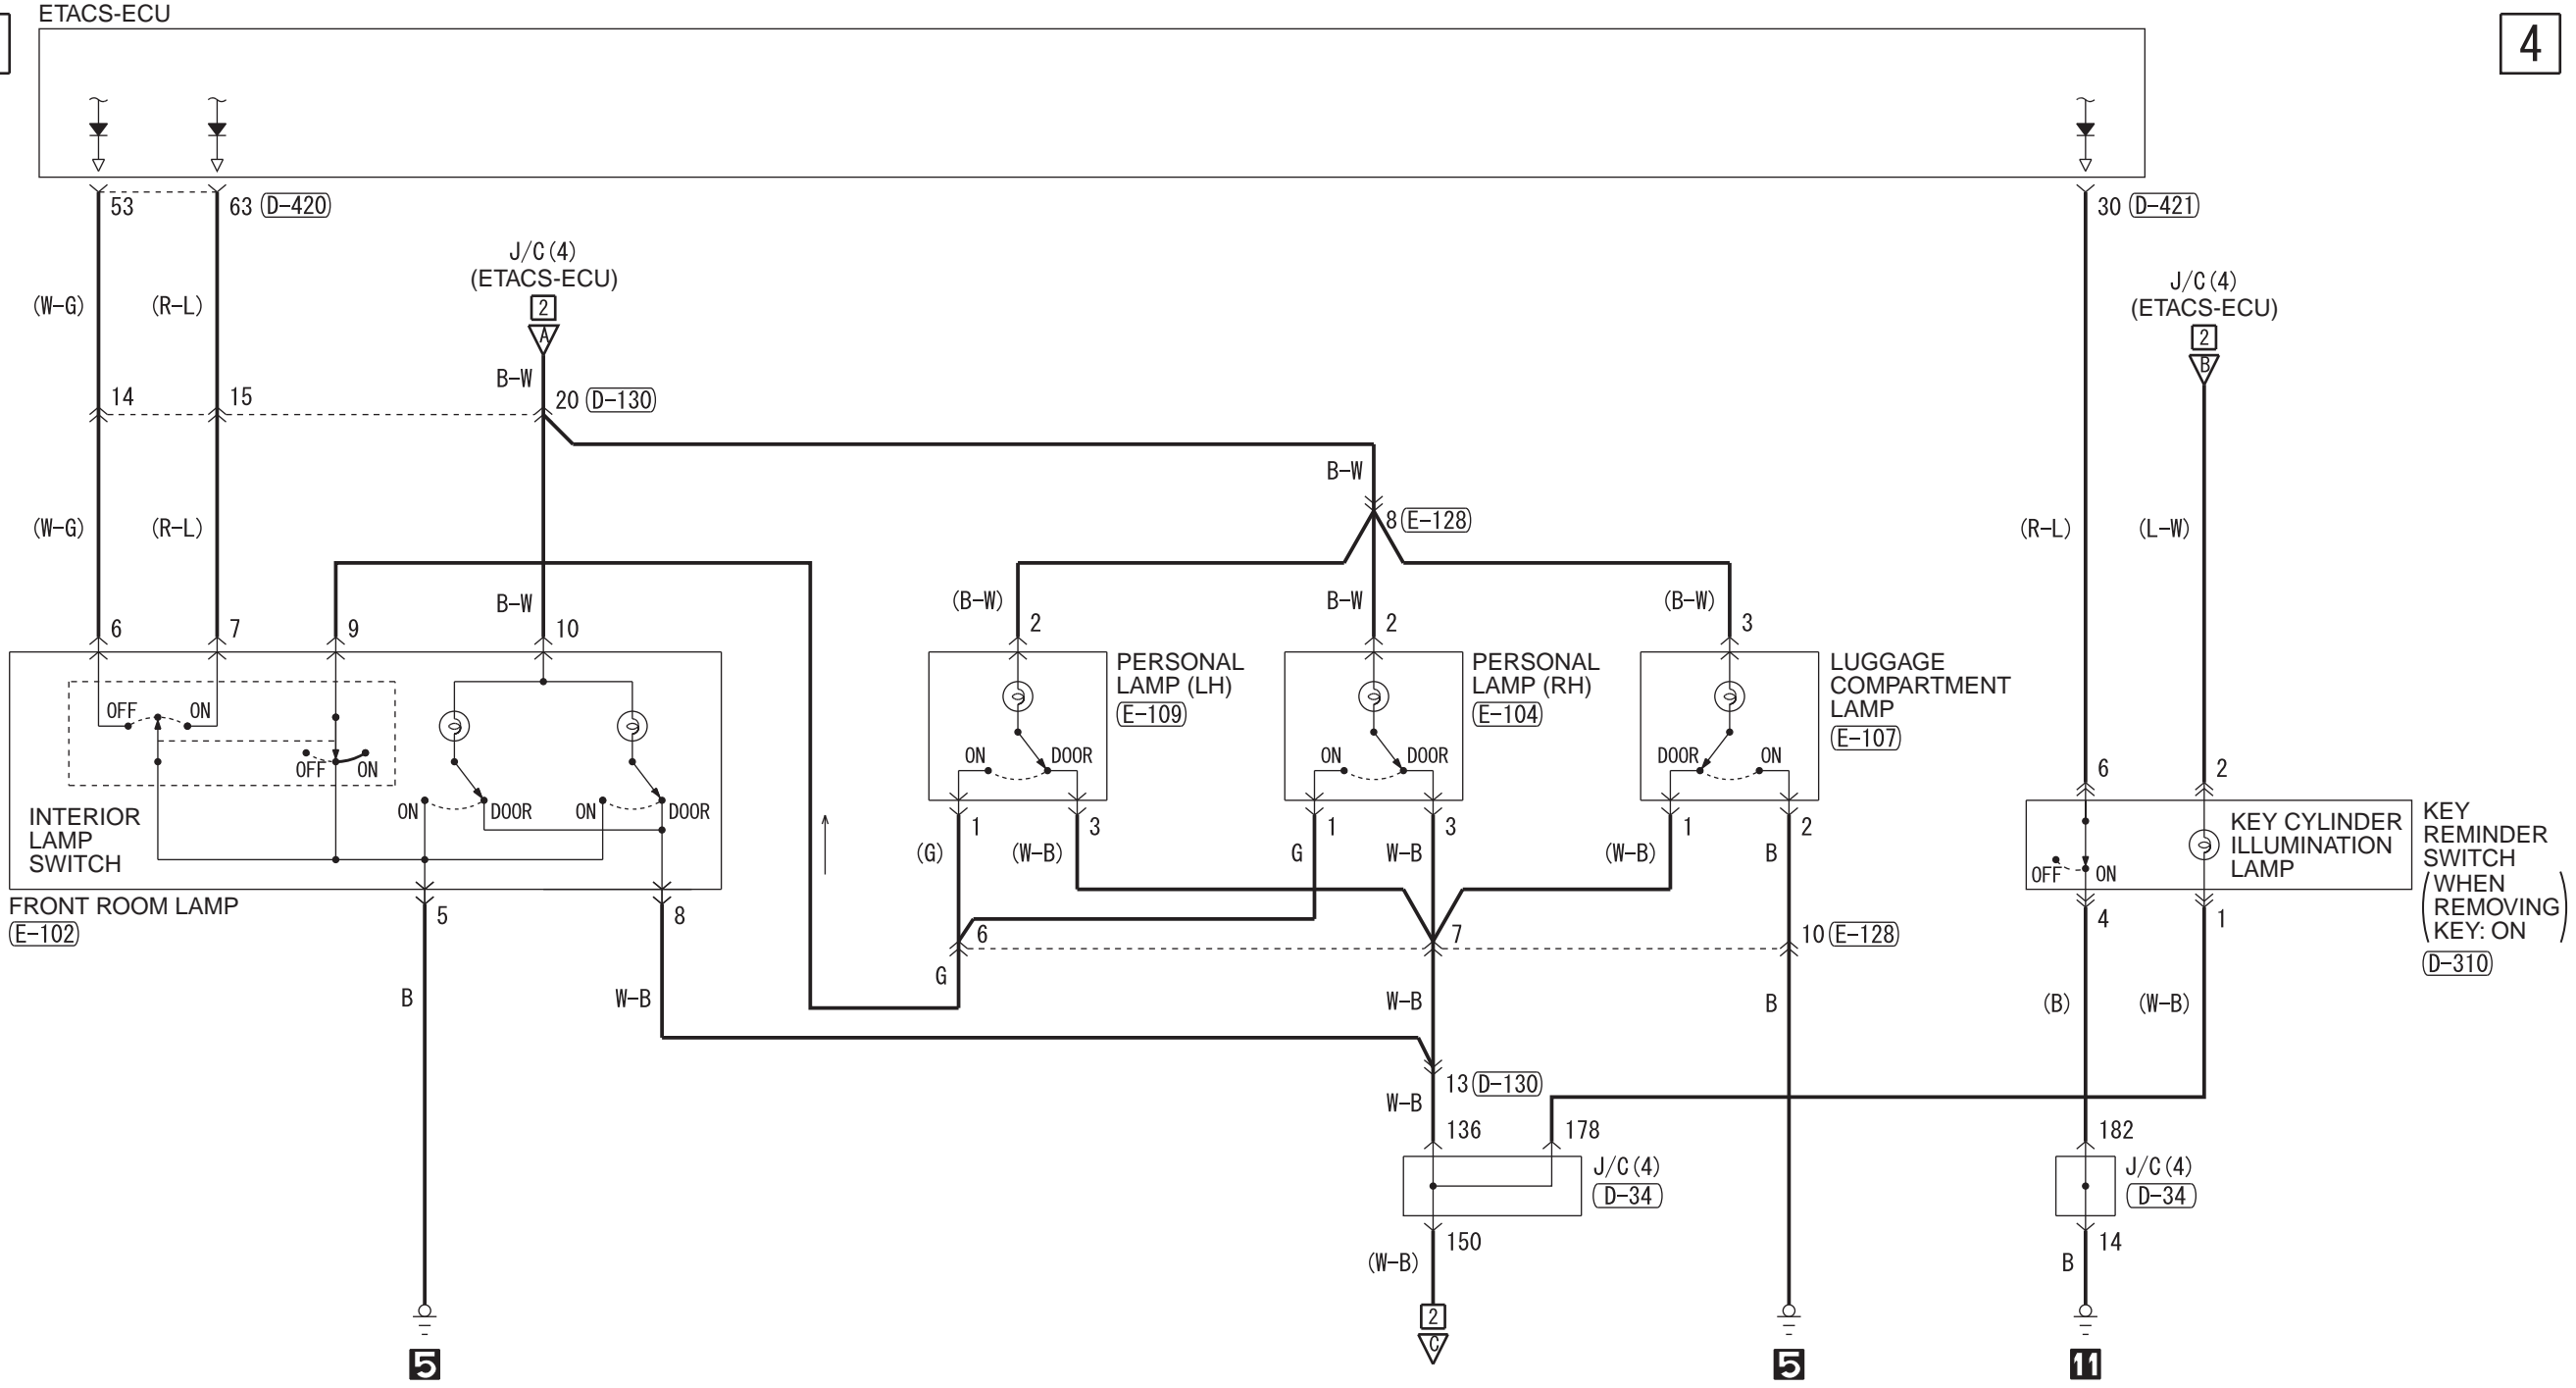 ETACS-ECU
4
53
63 (D-420)
30 (D-421)
J/C(4)
(ETACS-ECU)
2
A
J/C(4)
(ETACS-ECU)
2
B
(W-G)
(R-L)
B-W
14
15
20 (D-130)
B-W
8 (E-128)
(W-G)
(R-L)
(R-L)
(L-W)
B-W
(B-W)
B-W
(B-W)
6
7
9
10
2
2
3
PERSONAL
LAMP (LH)
(E-109)
PERSONAL
LAMP (RH)
(E-104)
LUGGAGE
COMPARTMENT
LAMP
(E-107)
OFF
ON
OFF
ON
ON
DOOR
ON
DOOR
DOOR
ON
6
2
INTERIOR
LAMP
SWITCH
ON
DOOR
ON
DOOR
1
3
1
3
1
2
KEY CYLINDER
ILLUMINATION
LAMP
OFF
ON
KEY
REMINDER
SWITCH
(WHEN
REMOVING
KEY: ON)
(D-310)
(G)
(W-B)
G
W-B
(W-B)
B
FRONT ROOM LAMP
(E-102)
5
8
6
7
10 (E-128)
4
1
G
B
W-B
W-B
B
(B)
(W-B)
13 (D-130)
W-B
136
178
182
J/C(4)
(D-34)
J/C(4)
(D-34)
150
14
(W-B)
B
2
C
5
5
11